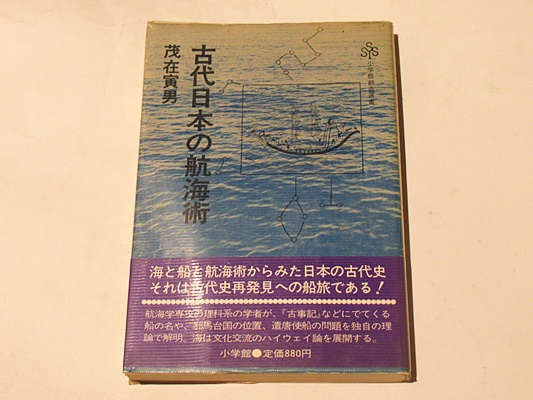 古代日本の航海術
茂在寅男
SSS
小学館創造選書
海と船と航海術からみた日本の古代史
それは古代史再発見への船旅である!
航海学専攻の理科系の学者が、『古事記』などにでてくる
船の名や、邪馬台国の位置、遣唐使船の問題を独自の理
論で解明。海は文化交流のハイウェイ論を展開する。
小学館●定価880円